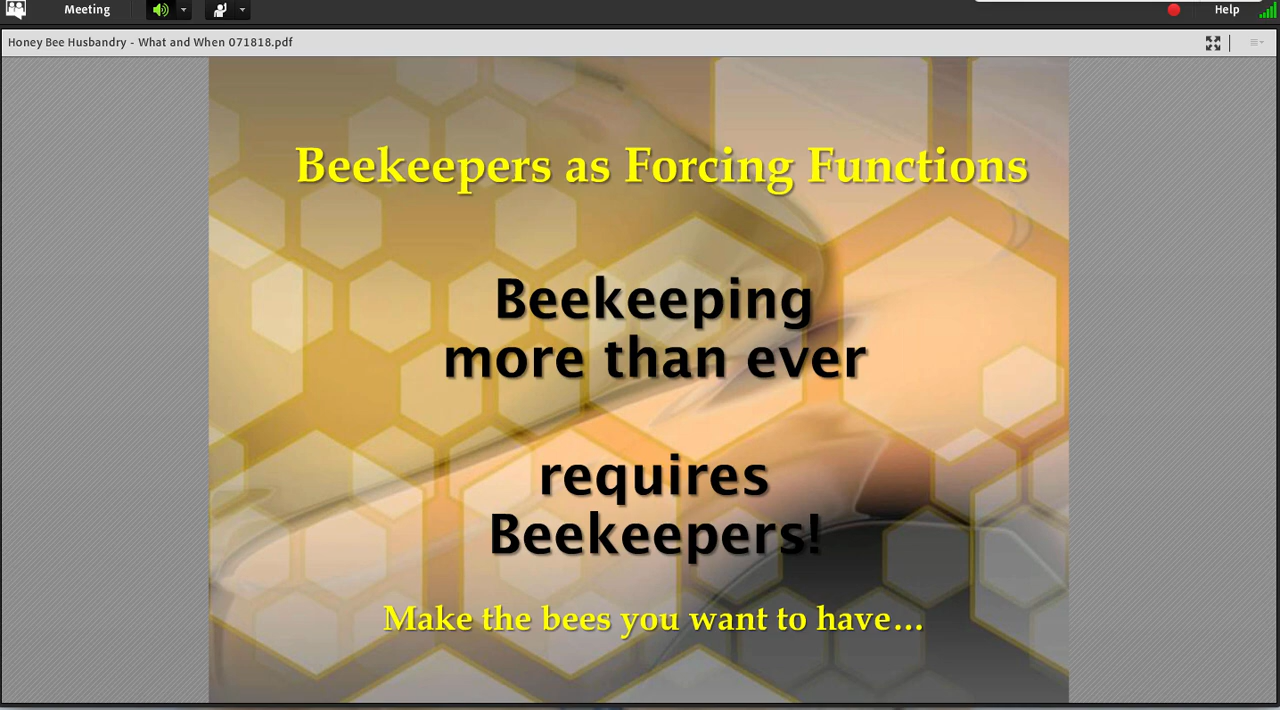 Meeting
Help
Honey Bee Husbandry - What and When 071818.pdf
Beekeepers as Forcing Functions
Beekeeping
more than ever
requires
Beekeepers!
Make the bees you want to have...